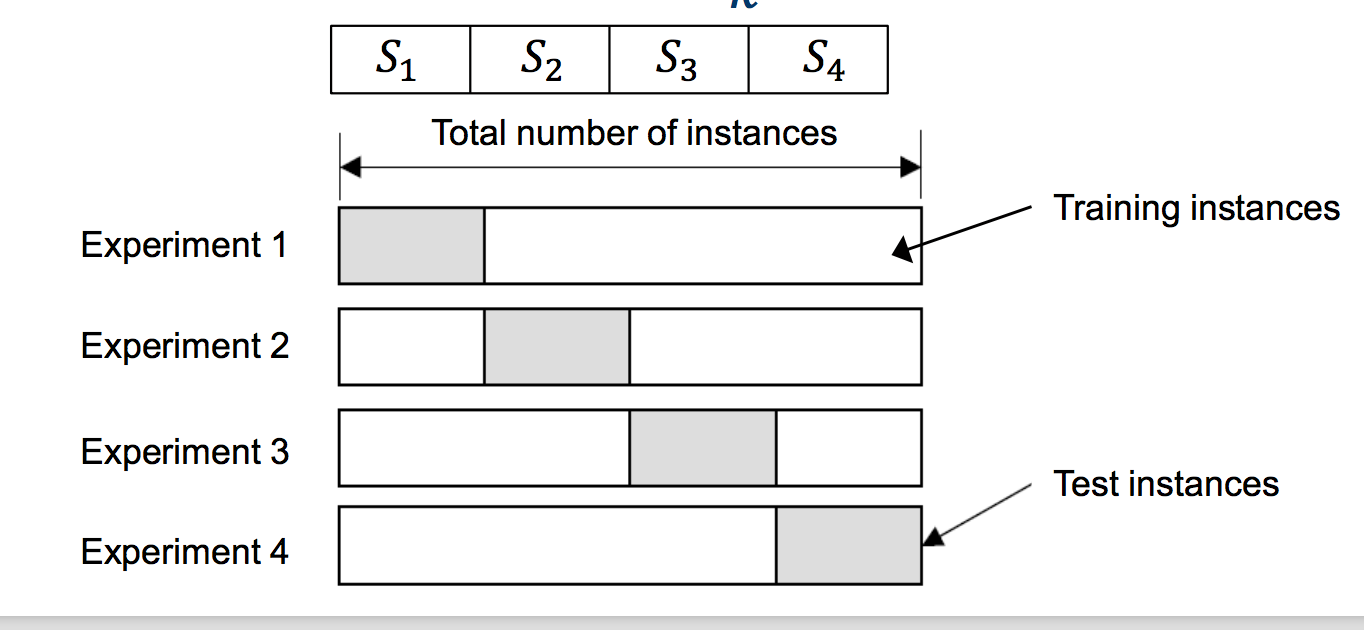 S₁ S₂ S₃ S₄
Total number of instances
Training instances
Experiment 1
Experiment 2
Experiment 3
Test instances
Experiment 4